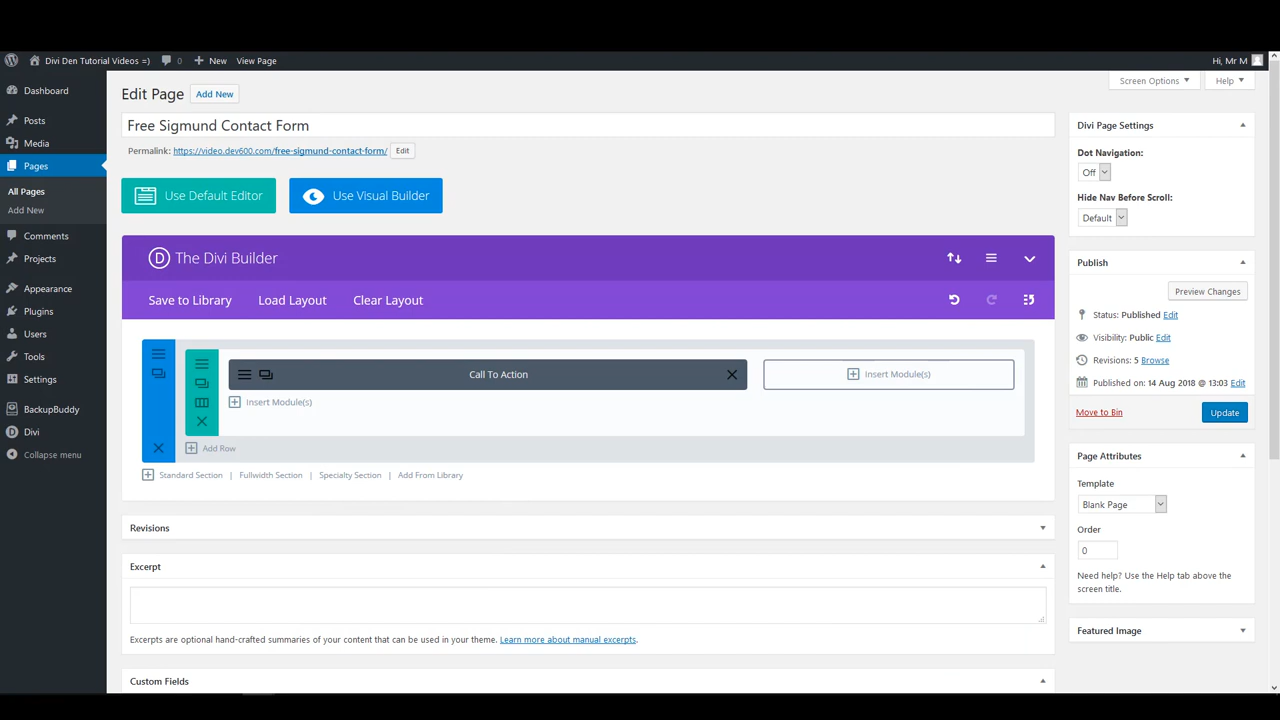 Divi Den Tutorial Videos =) 0 New View Page Hi, Mr M
Screen Options Help
Dashboard
Posts
Media
Pages
All Pages
Add New
Comments
Projects
Appearance
Plugins
Users
Tools
Settings
BackupBuddy
Divi
Collapse menu
Edit Page Add New
Free Sigmund Contact Form
Permalink: https://video.dev600.com/free-sigmund-contact-form/ Edit
Use Default Editor Use Visual Builder
The Divi Builder
Save to Library Load Layout Clear Layout
Call To Action Insert Module(s)
Insert Module(s)
Add Row
Standard Section | Fullwidth Section | Specialty Section | Add From Library
Revisions
Excerpt
Excerpts are optional hand-crafted summaries of your content that can be used in your theme. Learn more about manual excerpts.
Custom Fields
Divi Page Settings
Dot Navigation:
Off
Hide Nav Before Scroll:
Default
Publish
Preview Changes
Status: Published Edit
Visibility: Public Edit
Revisions: 5 Browse
Published on: 14 Aug 2018 @ 13:03 Edit
Move to Bin Update
Page Attributes
Template
Blank Page
Order
0
Need help? Use the Help tab above the
screen title.
Featured Image